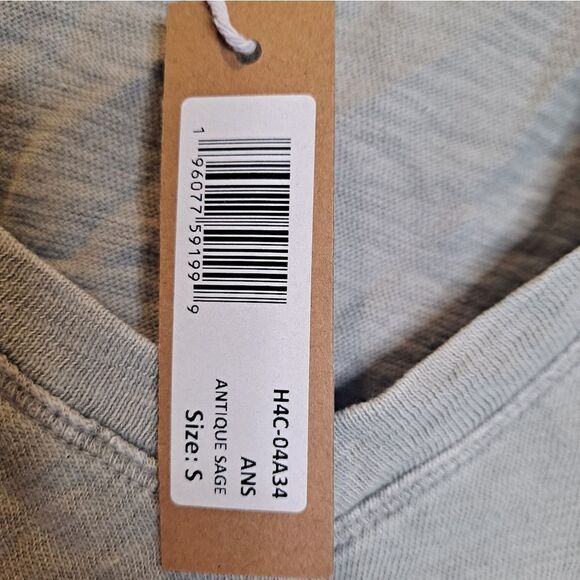 1 96077 59199 9
H4C-04A34
ANS
ANTIQUE SAGE
Size: S